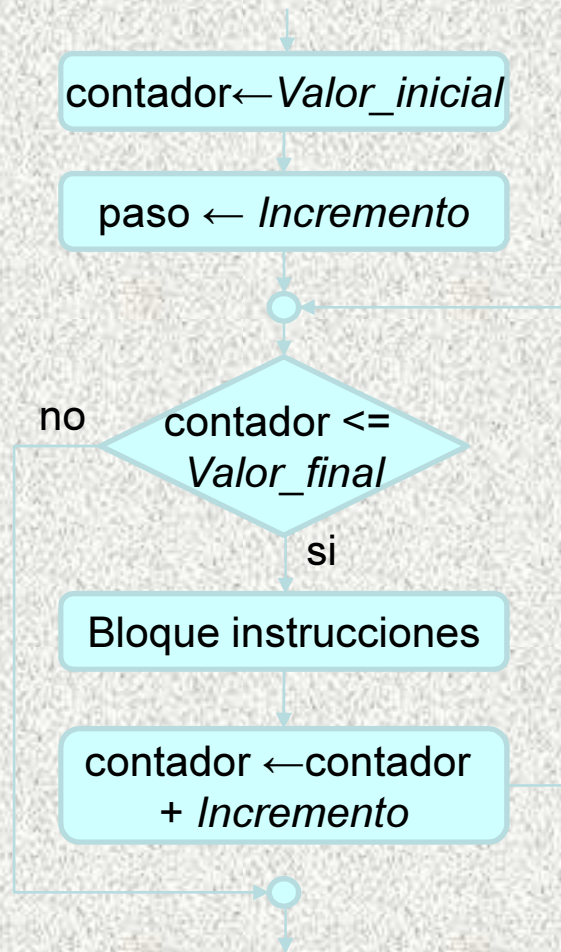 contador←Valor_inicial
paso ← Incremento
no
contador <=
Valor_final
si
Bloque instrucciones
contador ←contador
+ Incremento